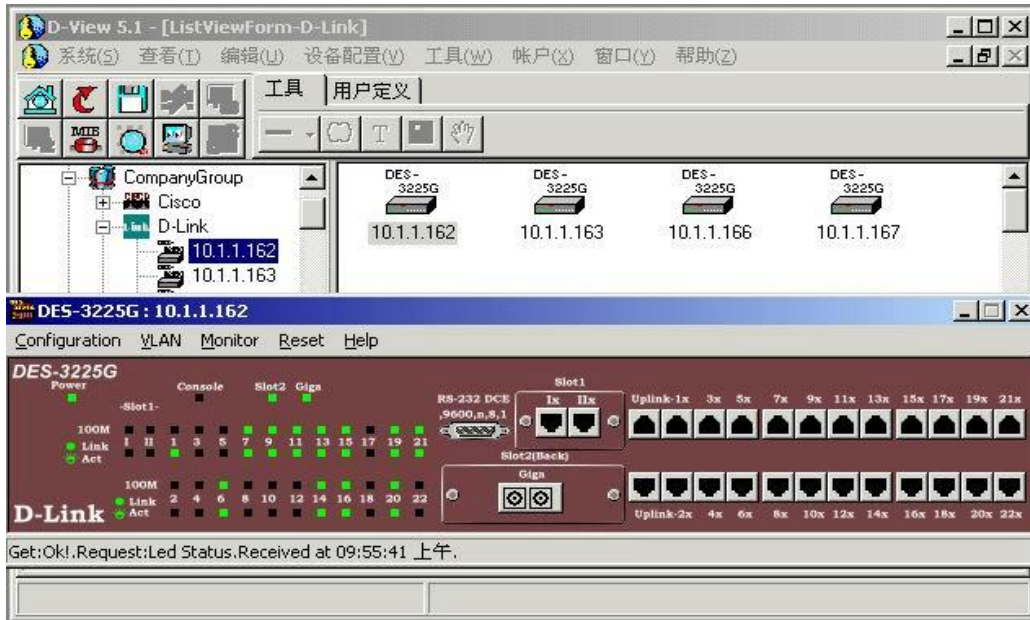 D-View 5.1 - [ListViewForm-D-Link]
系统(S) 查看(T) 编辑(U) 设备配置(V) 工具(W) 帐户(X) 窗口(Y) 帮助(Z)
工具 用户定义
MIB
T
CompanyGroup
Cisco
D-Link
10.1.1.162
10.1.1.163
DES-
3225G
10.1.1.162
DES-
3225G
10.1.1.163
DES-
3225G
10.1.1.166
DES-
3225G
10.1.1.167
DES-3225G : 10.1.1.162
Configuration VLAN Monitor Reset Help
DES-3225G
Power Console Slot2 Giga
-Slot1-
100M
Link
Act
I II 1 3 5 7 9 11 13 15 17 19 21
100M
Link
Act
2 4 6 8 10 12 14 16 18 20 22
D-Link
RS-232 DCE
,9600,n,8,1
Slot1
Ix IIx
Slot2(Back)
Giga
Uplink-1x 3x 5x 7x 9x 11x 13x 15x 17x 19x 21x
Uplink-2x 4x 6x 8x 10x 12x 14x 16x 18x 20x 22x
Get:Ok!.Request:Led Status.Received at 09:55:41 上午.